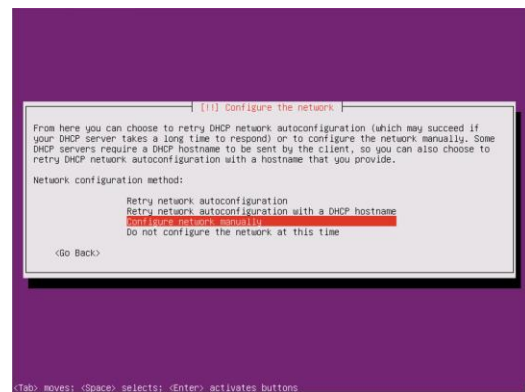 [!!] Configure the network
From here you can choose to retry DHCP network autoconfiguration (which may succeed if
your DHCP server takes a long time to respond) or to configure the network manually. Some
DHCP servers require a DHCP hostname to be sent by the client, so you can also choose to
retry DHCP network autoconfiguration with a hostname that you provide.
Network configuration method:
Retry network autoconfiguration
Retry network autoconfiguration with a DHCP hostname
Configure network manually
Do not configure the network at this time
<Go Back>
<Tab> moves; <Space> selects; <Enter> activates buttons